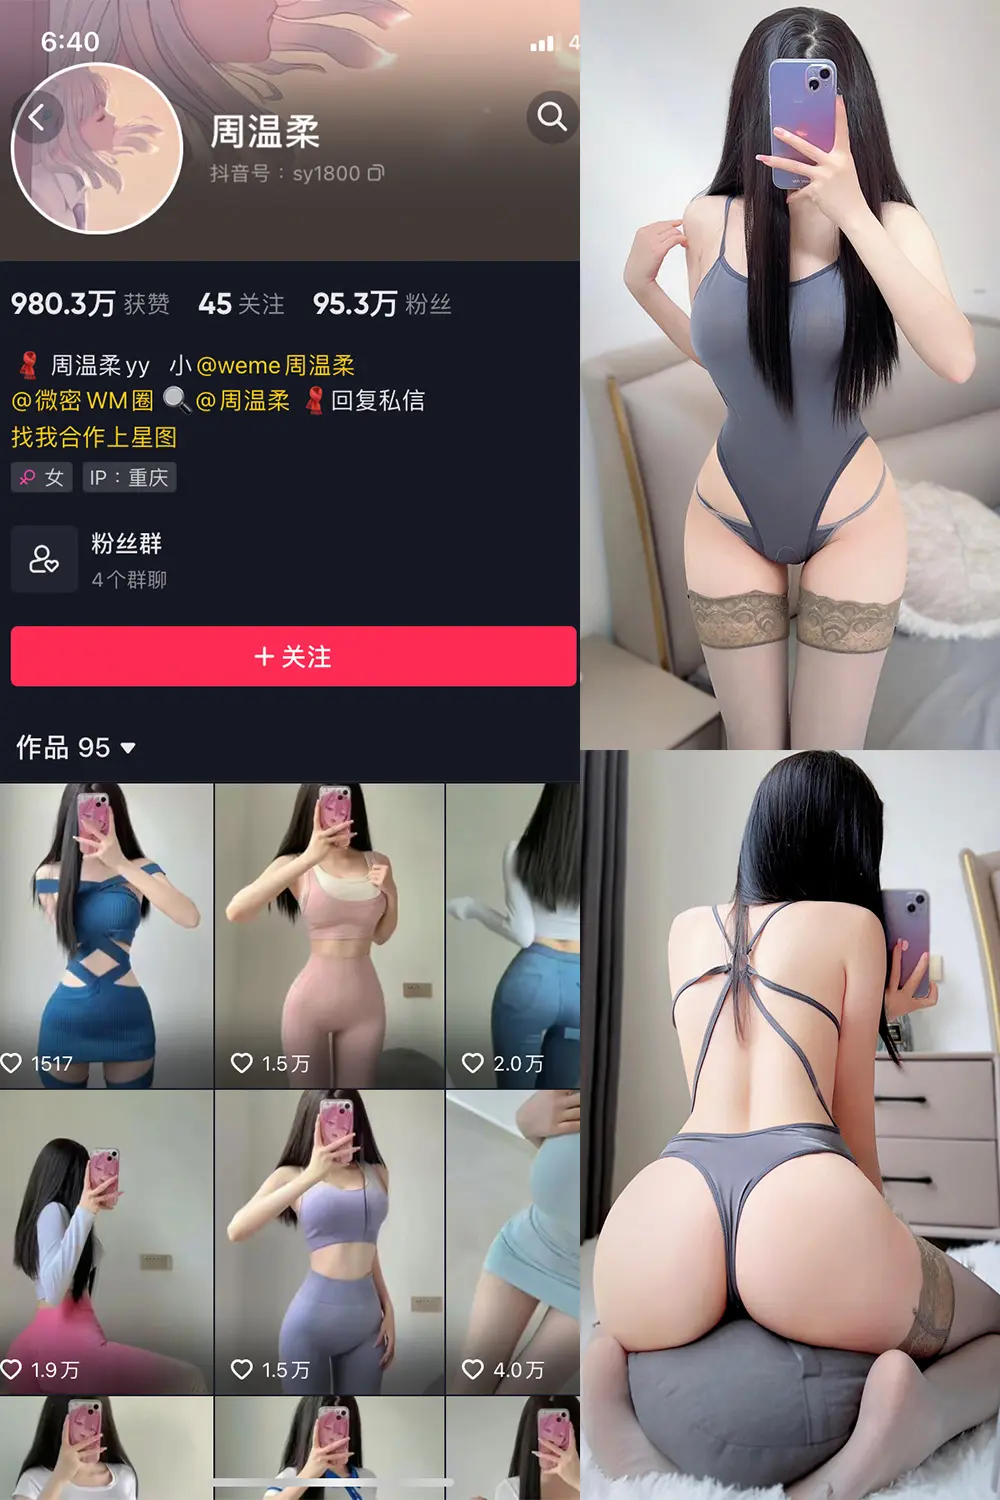 6:40
4
周温柔
抖音号：sy1800
980.3万 获赞 45 关注 95.3万 粉丝
周温柔yy 小@weme周温柔
@微密WM圈 @周温柔 回复私信
找我合作上星图
女 IP：重庆
粉丝群
4个群聊
+ 关注
作品 95
1517 1.5万 2.0万
1.9万 1.5万 4.0万